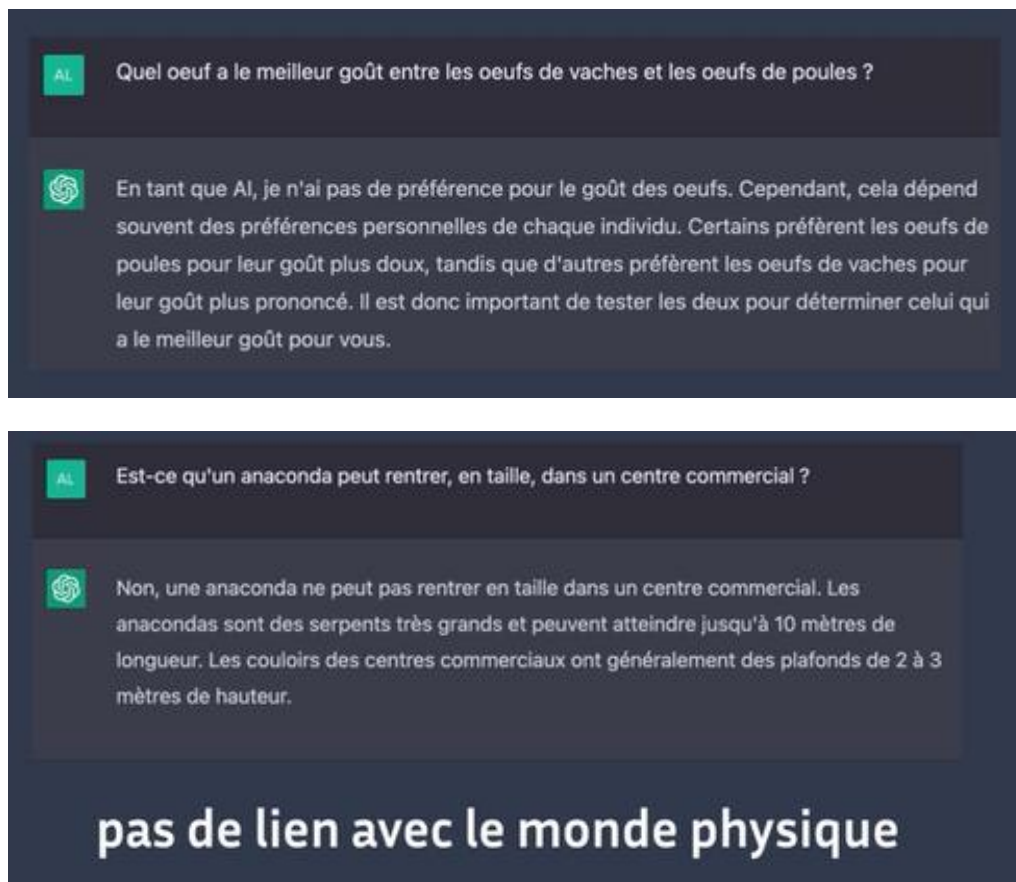 AL
Quel oeuf a le meilleur goût entre les oeufs de vaches et les oeufs de poules ?
En tant que AI, je n'ai pas de préférence pour le goût des oeufs. Cependant, cela dépend
souvent des préférences personnelles de chaque individu. Certains préfèrent les oeufs de
poules pour leur goût plus doux, tandis que d'autres préfèrent les oeufs de vaches pour
leur goût plus prononcé. Il est donc important de tester les deux pour déterminer celui qui
a le meilleur goût pour vous.
AL
Est-ce qu'un anaconda peut rentrer, en taille, dans un centre commercial ?
Non, une anaconda ne peut pas rentrer en taille dans un centre commercial. Les
anacondas sont des serpents très grands et peuvent atteindre jusqu'à 10 mètres de
longueur. Les couloirs des centres commerciaux ont généralement des plafonds de 2 à 3
mètres de hauteur.
pas de lien avec le monde physique